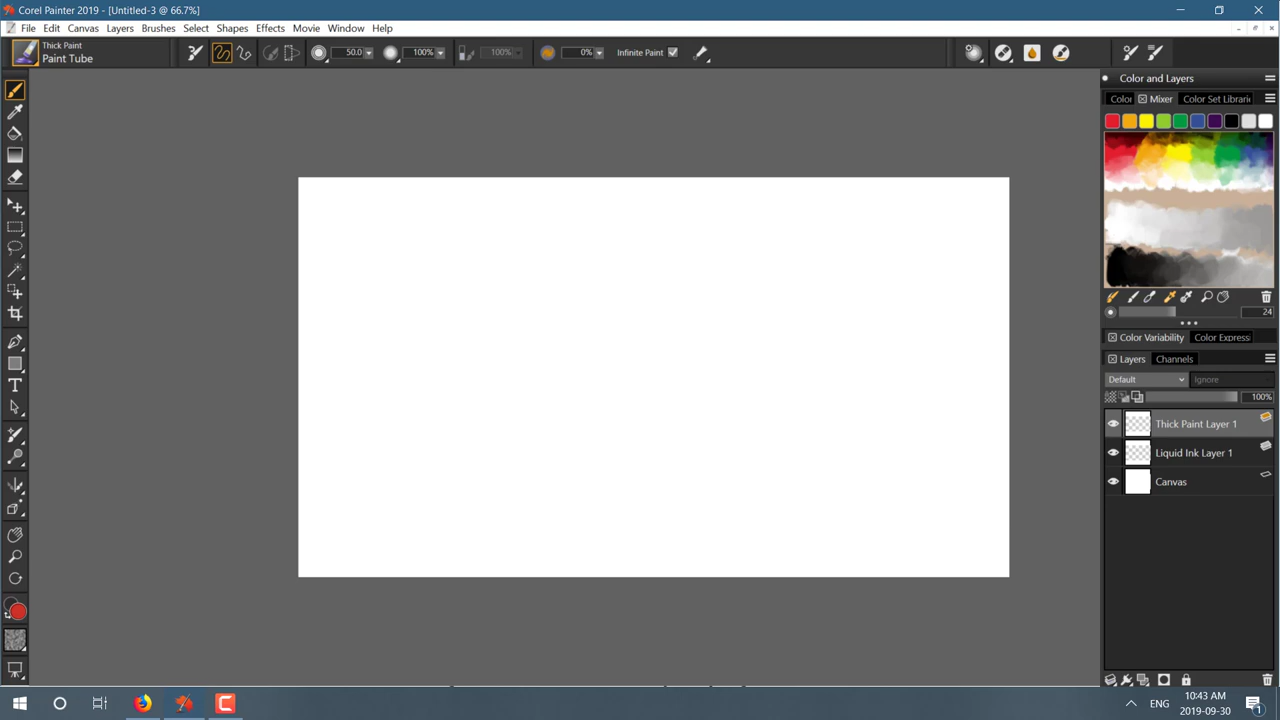 Corel Painter 2019 - [Untitled-3 @ 66.7%]
File Edit Canvas Layers Brushes Select Shapes Effects Movie Window Help
Thick Paint
Paint Tube
50.0 100% 100% 0% Infinite Paint
Color and Layers
Color Mixer Color Set Librari
24
Color Variability Color Express
Layers Channels
Default Ignore
100%
Thick Paint Layer 1
Liquid Ink Layer 1
Canvas
ENG
10:43 AM
2019-09-30
1